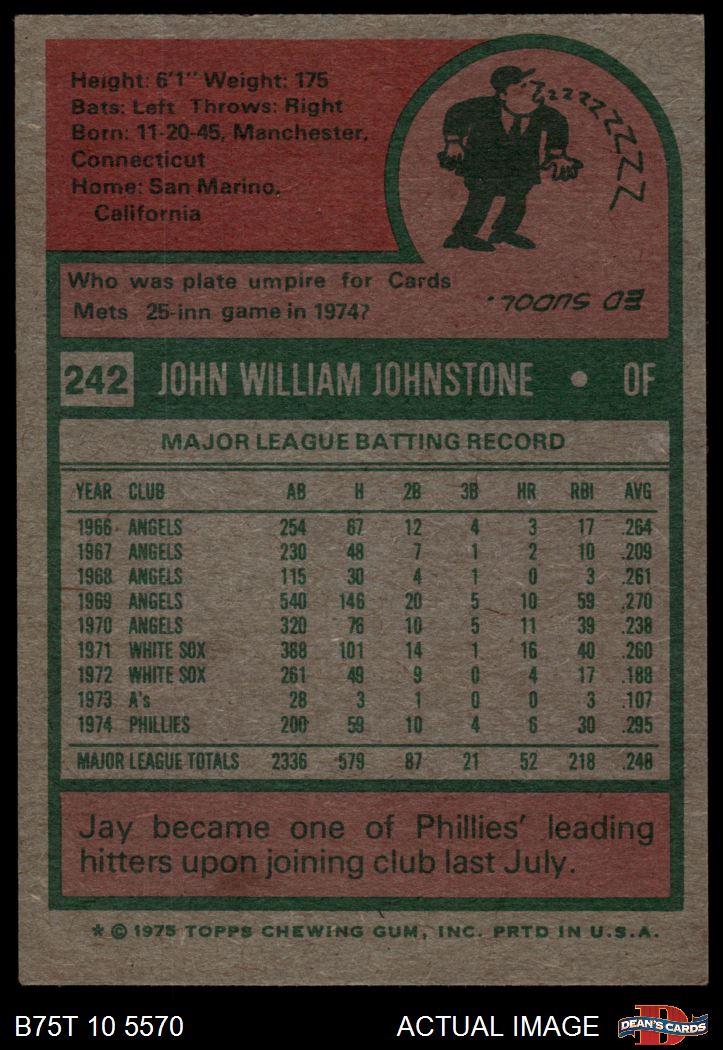 Height: 6'1" Weight: 175
Bats: Left Throws: Right
Born: 11-20-45, Manchester,
Connecticut
Home: San Marino,
California
ZZZZZZZZZ
Who was plate umpire for Cards
Mets 25-inn game in 1974?
ED SUDOL.
242 JOHN WILLIAM JOHNSTONE • OF
MAJOR LEAGUE BATTING RECORD
YEAR CLUB AB H 2B 3B HR RBI AVG
1966 ANGELS 254 67 12 4 3 17 .264
1967 ANGELS 230 48 7 1 2 10 .209
1968 ANGELS 115 30 4 1 0 3 .261
1969 ANGELS 540 146 20 5 10 59 .270
1970 ANGELS 320 76 10 5 11 39 .238
1971 WHITE SOX 388 101 14 1 16 40 .260
1972 WHITE SOX 261 49 9 0 4 17 .188
1973 A's 28 3 1 0 0 3 .107
1974 PHILLIES 200 59 10 4 6 30 .295
MAJOR LEAGUE TOTALS 2336 579 87 21 52 218 .248
Jay became one of Phillies' leading
hitters upon joining club last July.
* © 1975 TOPPS CHEWING GUM, INC. PRTD IN U.S.A.
B75T 10 5570 ACTUAL IMAGE D DEAN'S CARDS